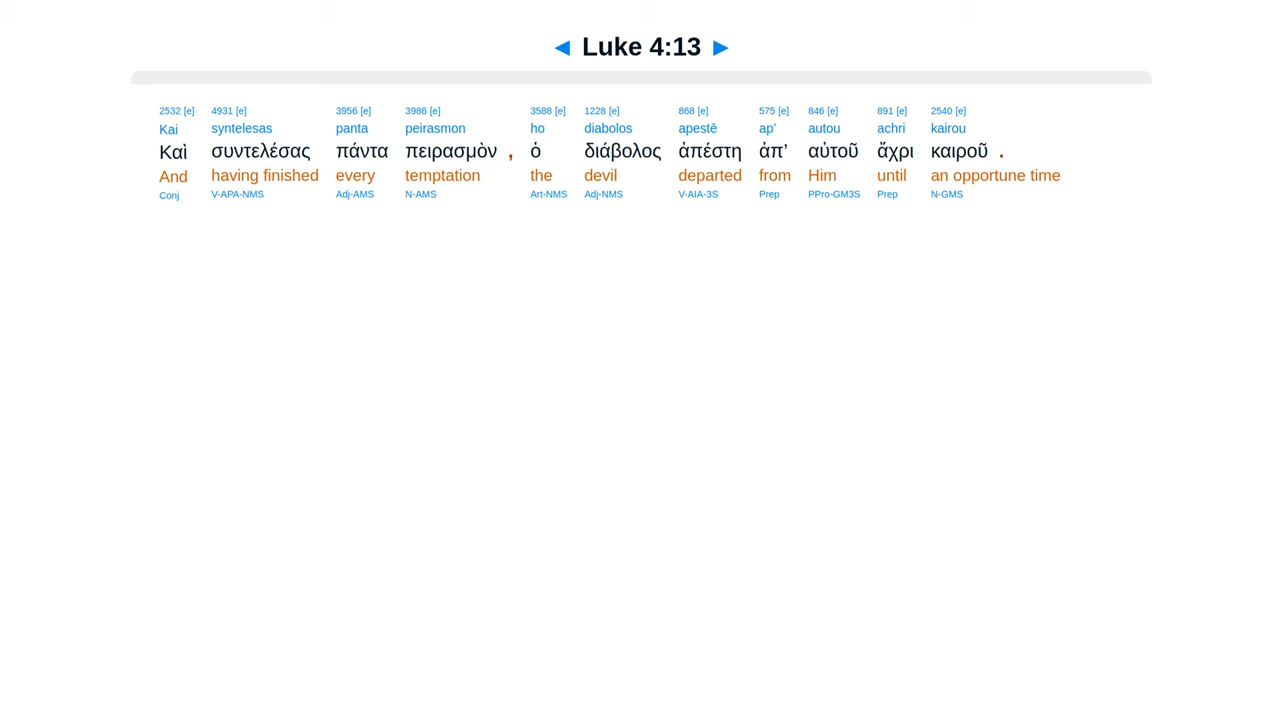 ◄ Luke 4:13 ►
2532 [e] 4931 [e] 3956 [e] 3986 [e] 3588 [e] 1228 [e] 868 [e] 575 [e] 846 [e] 891 [e] 2540 [e]
Kai syntelesas panta peirasmon ho diabolos apestē ap’ autou achri kairou
Καὶ συντελέσας πάντα πειρασμὸν , ὁ διάβολος ἀπέστη ἀπ’ αὐτοῦ ἄχρι καιροῦ .
And having finished every temptation the devil departed from Him until an opportune time
Conj V-APA-NMS Adj-AMS N-AMS Art-NMS Adj-NMS V-AIA-3S Prep PPro-GM3S Prep N-GMS